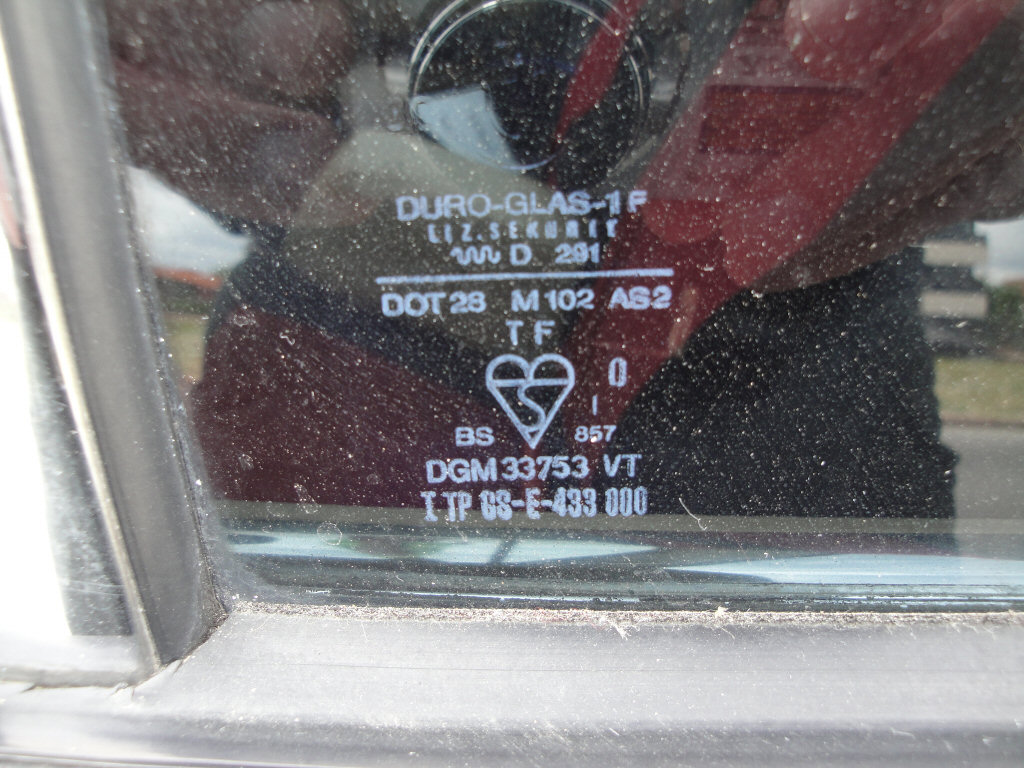 DURO-GLAS-1F
LIZ.SEKURIT
D 291
DOT 28 M 102 AS2
T F
0
I
BS 857
DGM 33753 VT
I TP GS-E-433 000